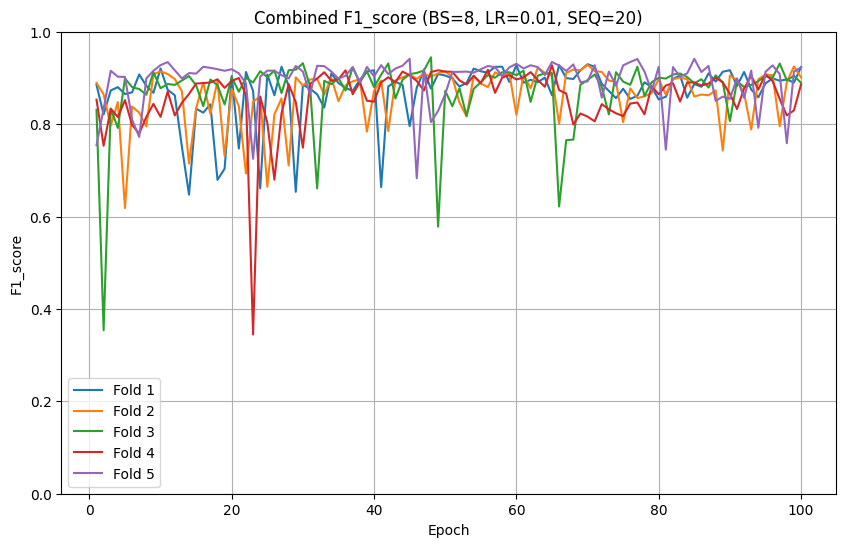 Combined F1_score (BS=8, LR=0.01, SEQ=20)
F1_score
1.0
0.8
0.6
0.4
0.2
0.0
Fold 1
Fold 2
Fold 3
Fold 4
Fold 5
0 20 40 60 80 100
Epoch